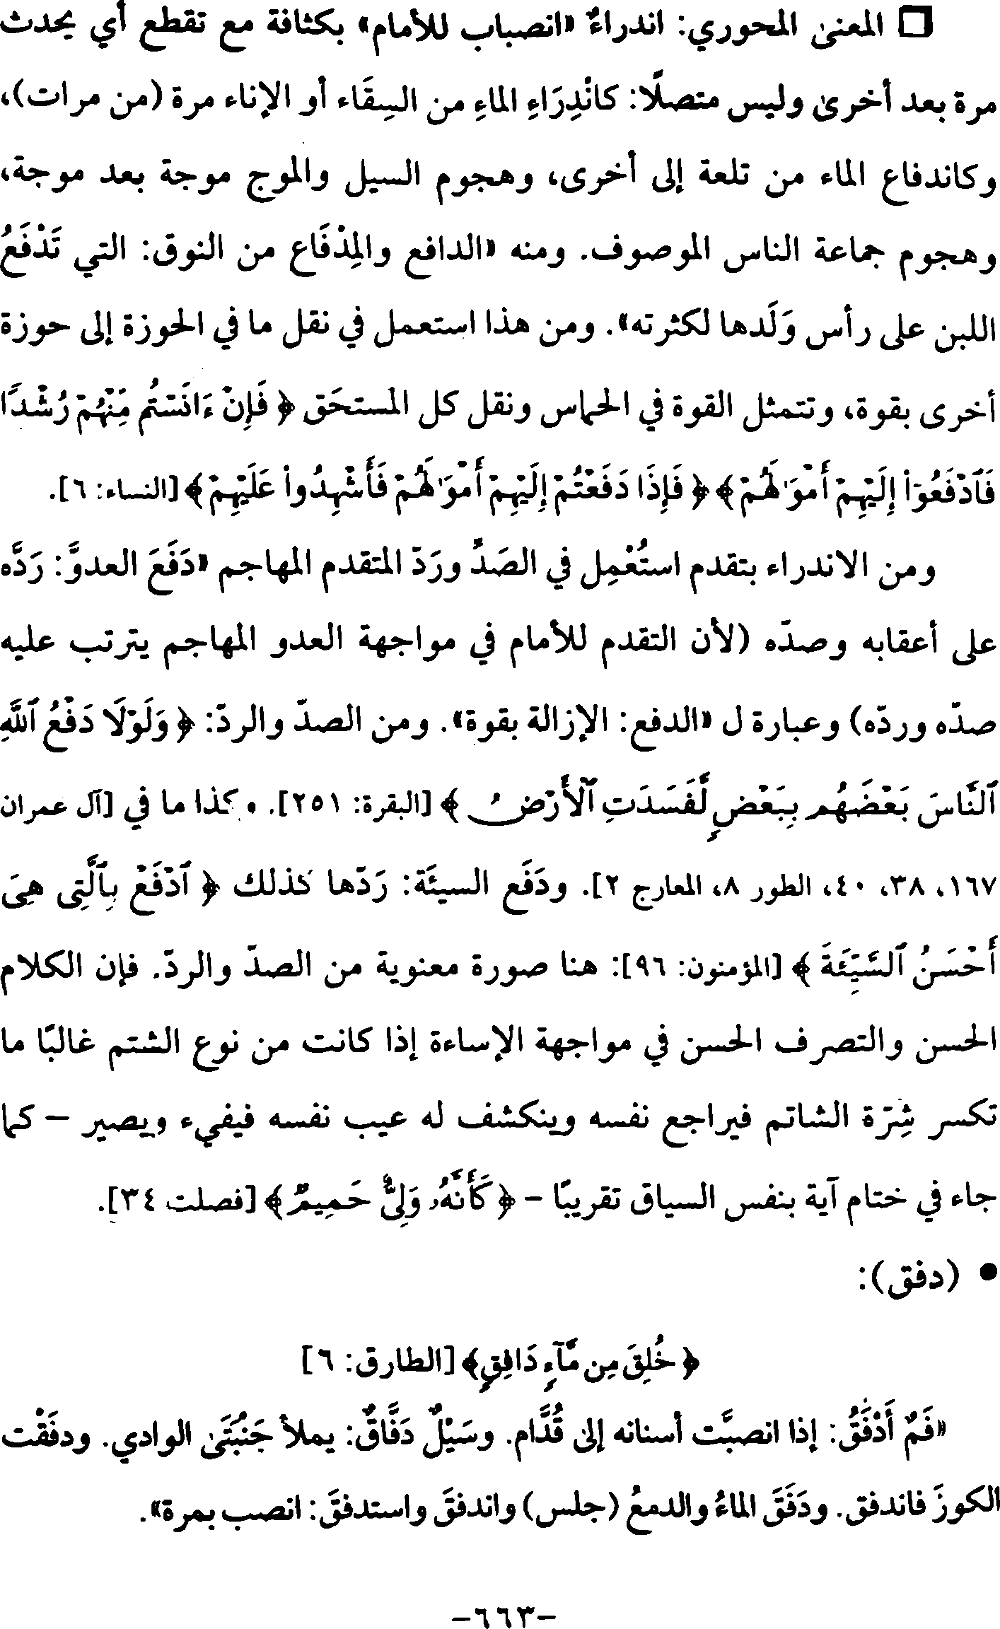 □ المعنى المحوري: اندراءٌ «انصباب للأمام» بكثافة مع تقطع أي يحدث
مرة بعد أخرى وليس متصلًا: كانْدِرَاءِ الماءِ من السِقَاء أو الإناء مرة (من مرات)،
وكاندفاع الماء من تلعة إلى أخرى، وهجوم السيل والموج موجة بعد موجة،
وهجوم جماعة الناس الموصوف. ومنه «الدافع والمِدْفَاع من النوق: التي تَدْفَعُ
اللبن على رأس وَلَدها لكثرته». ومن هذا استعمل في نقل ما في الحوزة إلى حوزة
أخرى بقوة، وتتمثل القوة في الحماس ونقل كل المستحَق ﴿ فَإِنْ ءَانَسْتُم مِّنْهُمْ رُشْدًا
فَٱدْفَعُوٓا۟ إِلَيْهِمْ أَمْوَٰلَهُمْ﴾ ﴿ فَإِذَا دَفَعْتُمْ إِلَيْهِمْ أَمْوَٰلَهُمْ فَأَشْهِدُوا۟ عَلَيْهِمْ﴾ [النساء: ٦].
ومن الاندراء بتقدم استُعْمِل في الصَدِّ ورَدّ المتقدم المهاجم «دَفَعَ العدوَّ: رَدَّه
على أعقابه وصدّه (لأن التقدم للأمام في مواجهة العدو المهاجم يترتب عليه
صدّه وردّه) وعبارة ل «الدفع: الإزالة بقوة». ومن الصدّ والردّ: ﴿ وَلَوْلَا دَفْعُ ٱللَّهِ
ٱلنَّاسَ بَعْضَهُم بِبَعْضٍ لَّفَسَدَتِ ٱلْأَرْضُ ﴾ [البقرة: ٢٥١]. وكذا ما في [آل عمران
١٦٧، ٣٨، ٤٠، الطور ٨، المعارج ٢]. ودَفَع السيئَة: رَدّها كذلك ﴿ ٱدْفَعْ بِٱلَّتِى هِىَ
أَحْسَنُ ٱلسَّيِّئَةَ ﴾ [المؤمنون: ٩٦]: هنا صورة معنوية من الصدّ والردّ. فإن الكلام
الحسن والتصرف الحسن في مواجهة الإساءة إذا كانت من نوع الشتم غالبًا ما
تكسر شِرّة الشاتم فيراجع نفسه وينكشف له عيب نفسه فيفيء ويصير – كما
جاء في ختام آية بنفس السياق تقريبًا – ﴿ كَأَنَّهُۥ وَلِىٌّ حَمِيمٌ﴾ [فصلت ٣٤].
● (دفق):
﴿ خُلِقَ مِن مَّآءٍ دَافِقٍ﴾ [الطارق: ٦]
«فَمٌ أَدْفَقُ: إذا انصبَّت أسنانه إلى قُدَّام. وسَيْلٌ دَفَّاقٌ: يملأ جَنْبَتَى الوادي. ودفَقْت
الكوزَ فاندفق. ودَفَقَ الماءُ والدمعُ (جلس) واندفقَ واستدفقَ: انصب بمرة».
-٦٦٣-